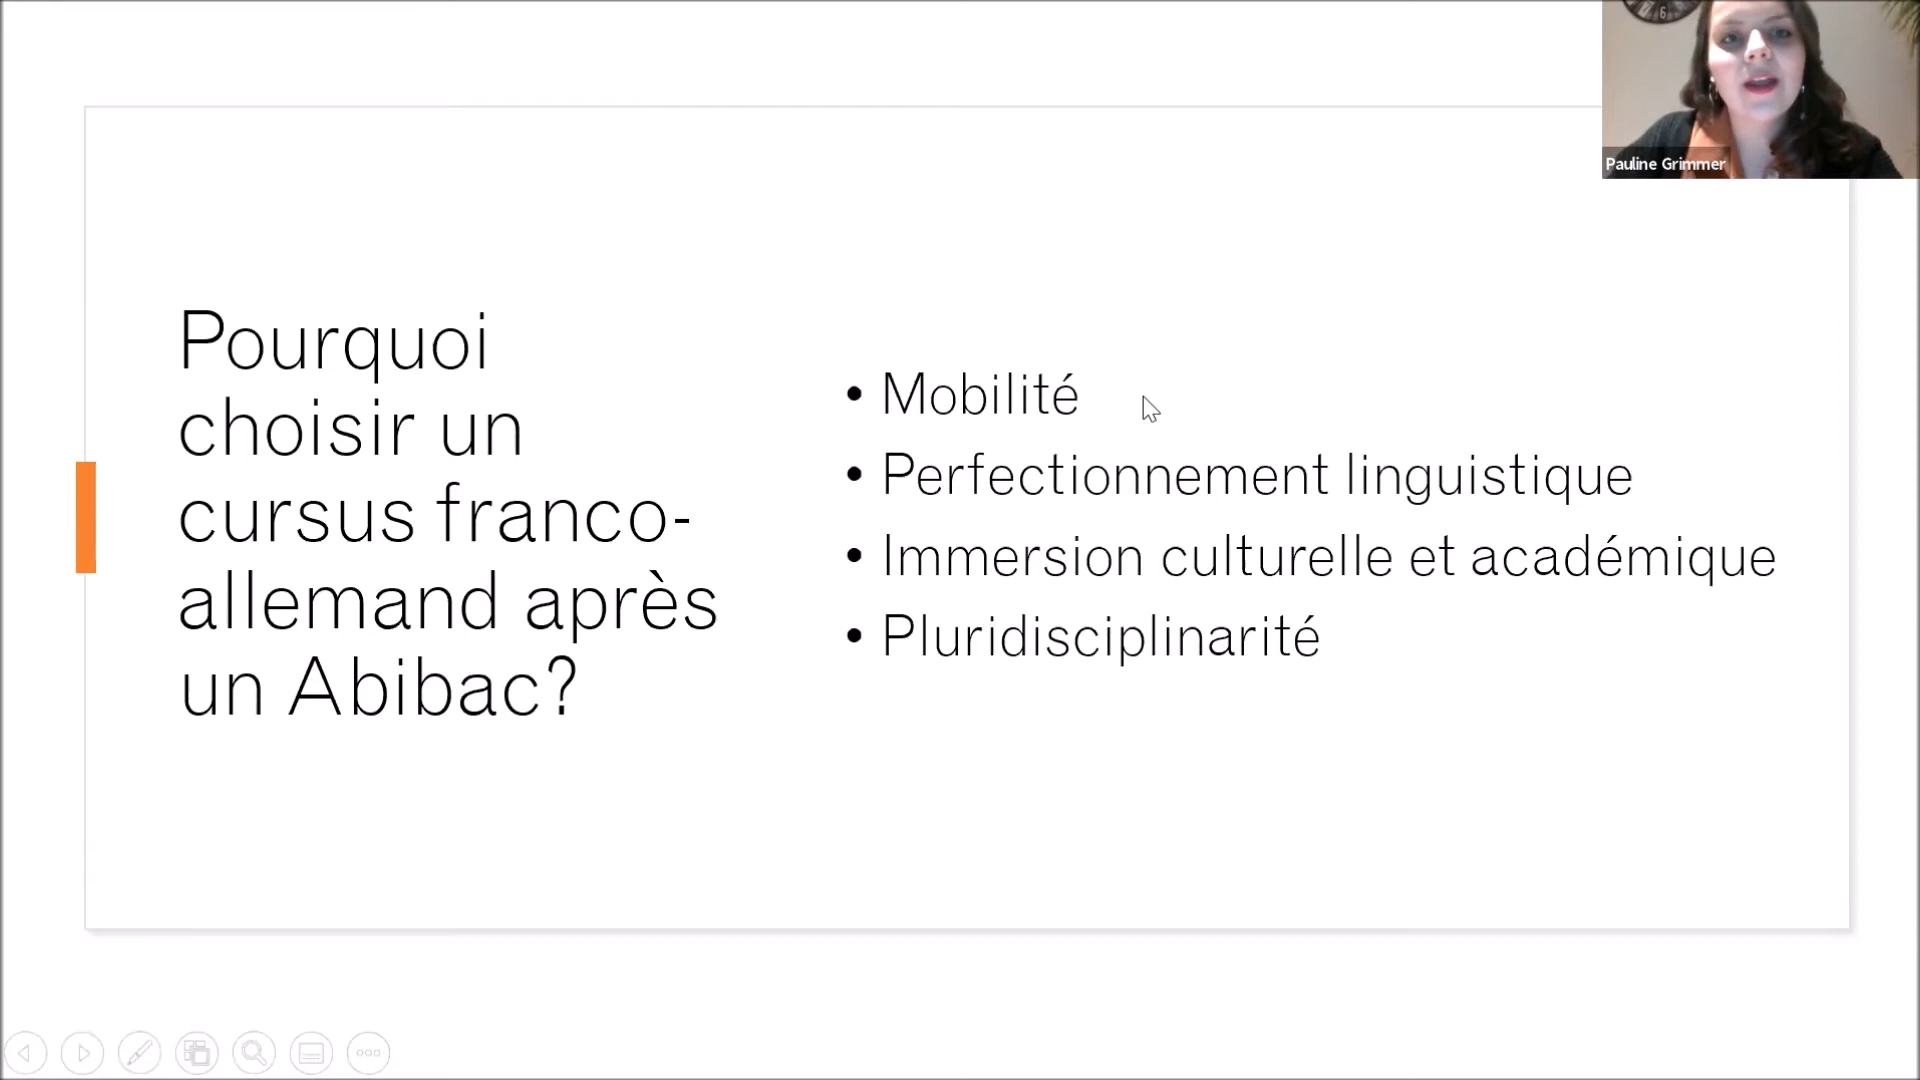 Pauline Grimmer
Pourquoi
choisir un
cursus franco-
allemand après
un Abibac?
• Mobilité
• Perfectionnement linguistique
• Immersion culturelle et académique
• Pluridisciplinarité